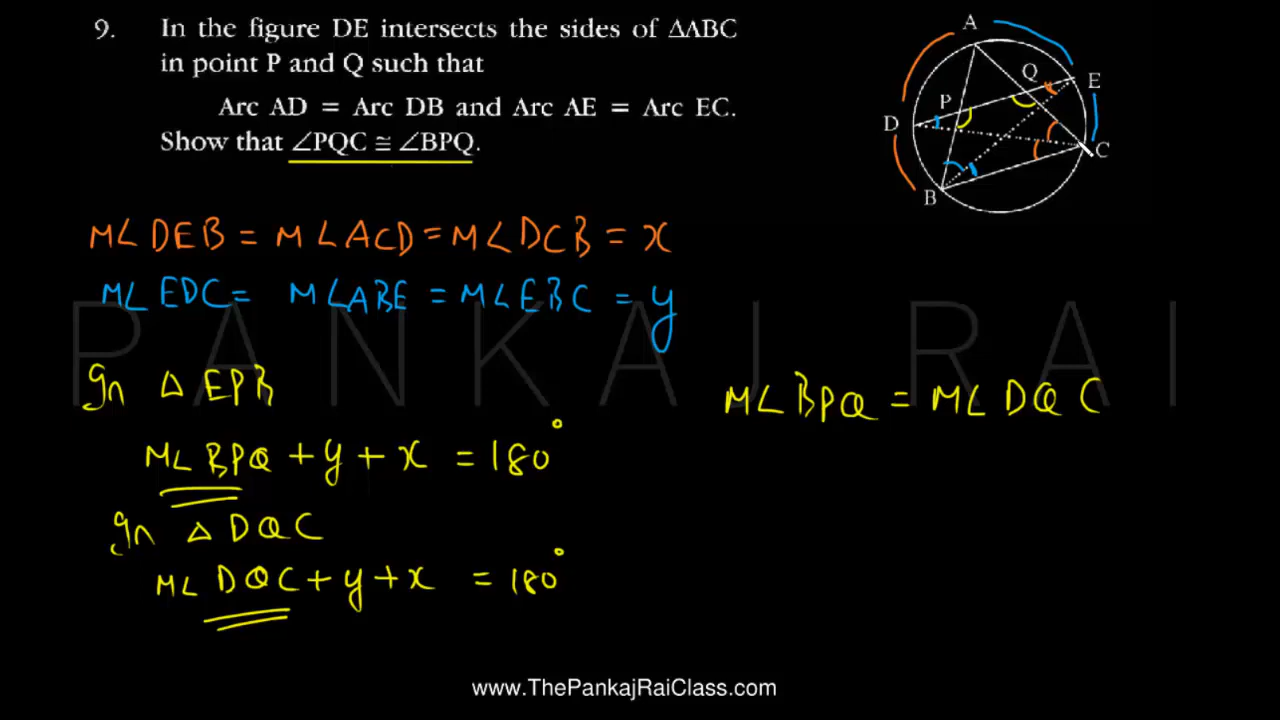 9. In the figure DE intersects the sides of ΔABC
in point P and Q such that
Arc AD = Arc DB and Arc AE = Arc EC.
Show that ∠PQC ≅ ∠BPQ.
A
Q
E
P
D
C
B
M∠ DEB = M∠ACD = M∠DCB = x
M∠ EDC = M∠ABE = M∠EBC = y
PANKAJ RAI
In Δ EPB
M∠ BPQ = M∠ DQC
M∠ BPQ + y + x = 180°
In Δ DQC
M∠ DQC + y + x = 180°
www.ThePankajRaiClass.com